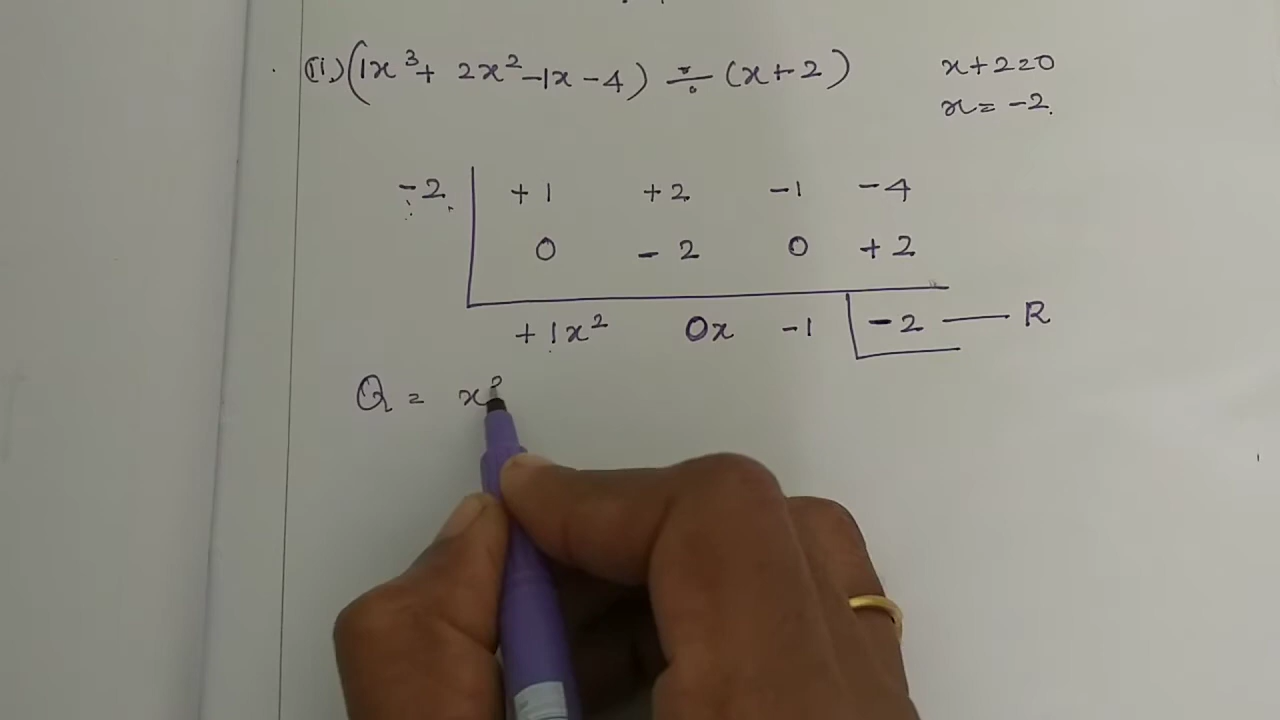 (ii) (1x³ + 2x² - 1x - 4) ÷ (x + 2) x + 2 = 0
x = -2.
-2 +1 +2 -1 -4
0 -2 0 +2
+1x² 0x -1 -2 — R
Q = x²